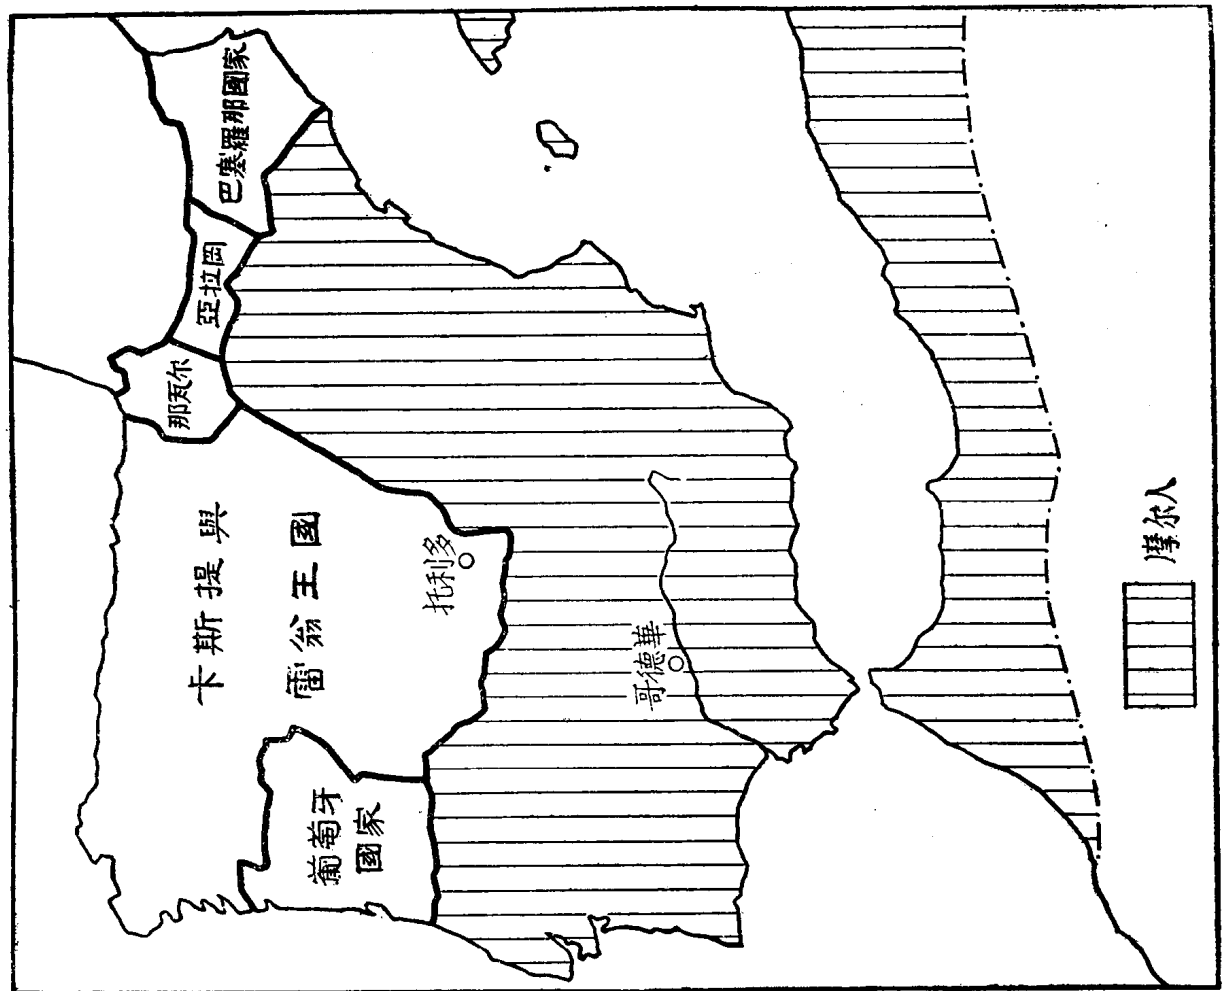 巴塞羅那國家
亞拉岡
那瓦尔
卡斯提與
雷翁王國
托利多
哥德華
葡萄牙
國家
摩尔人